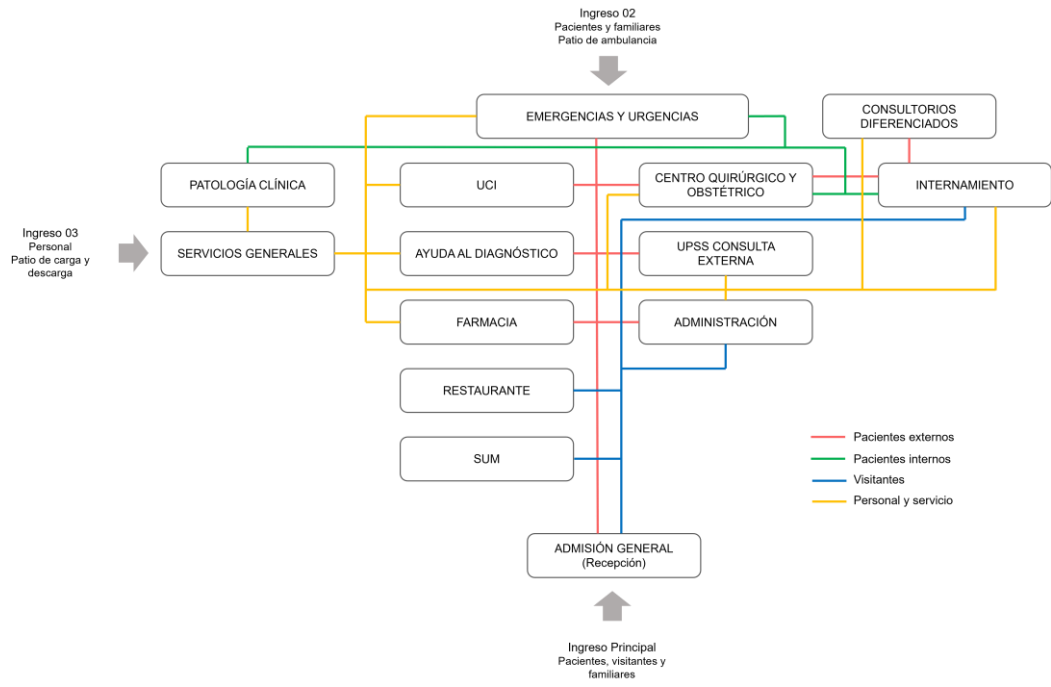 Ingreso 02
Pacientes y familiares
Patio de ambulancia
EMERGENCIAS Y URGENCIAS
CONSULTORIOS
DIFERENCIADOS
PATOLOGÍA CLÍNICA
UCI
CENTRO QUIRÚRGICO Y
OBSTÉTRICO
INTERNAMIENTO
Ingreso 03
Personal
Patio de carga y
descarga
SERVICIOS GENERALES
AYUDA AL DIAGNÓSTICO
UPSS CONSULTA
EXTERNA
FARMACIA
ADMINISTRACIÓN
RESTAURANTE
SUM
Pacientes externos
Pacientes internos
Visitantes
Personal y servicio
ADMISIÓN GENERAL
(Recepción)
Ingreso Principal
Pacientes, visitantes y
familiares